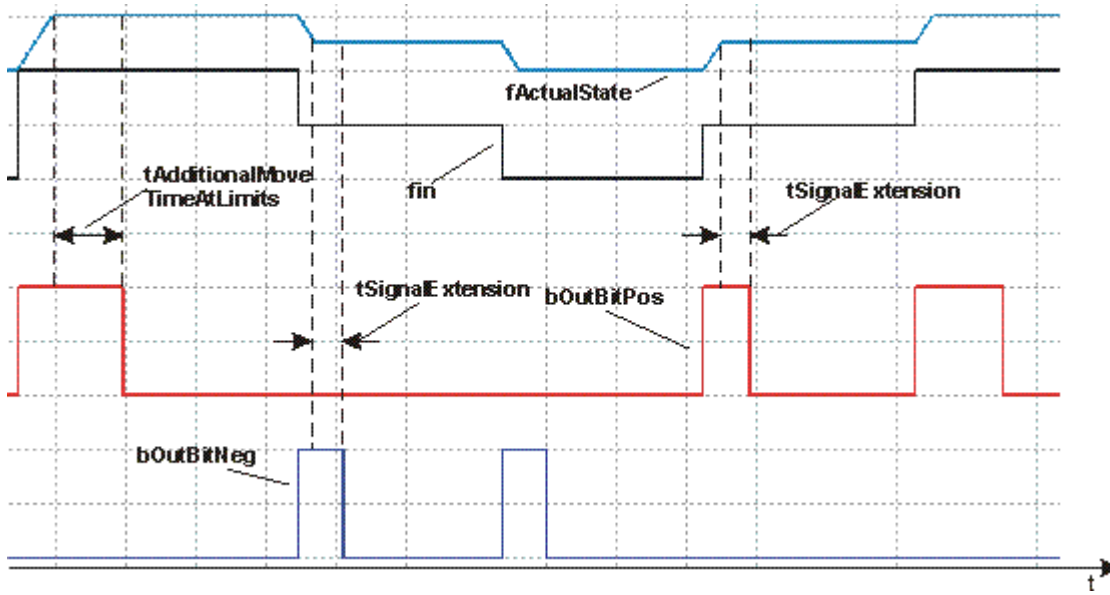 fActualState
tAdditionalMove
TimeAtLimits
fin
tSignalExtension
tSignalExtension
bOutBitPos
bOutBitNeg
t